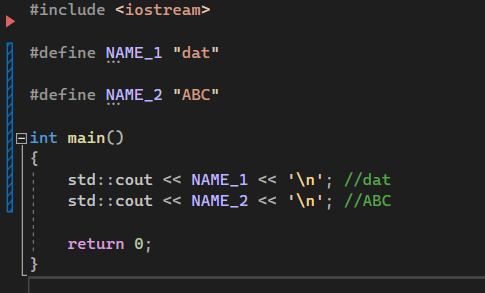 #include <iostream>
#define NAME_1 "dat"
#define NAME_2 "ABC"
int main()
{
std::cout << NAME_1 << '\n'; //dat
std::cout << NAME_2 << '\n'; //ABC
return 0;
}